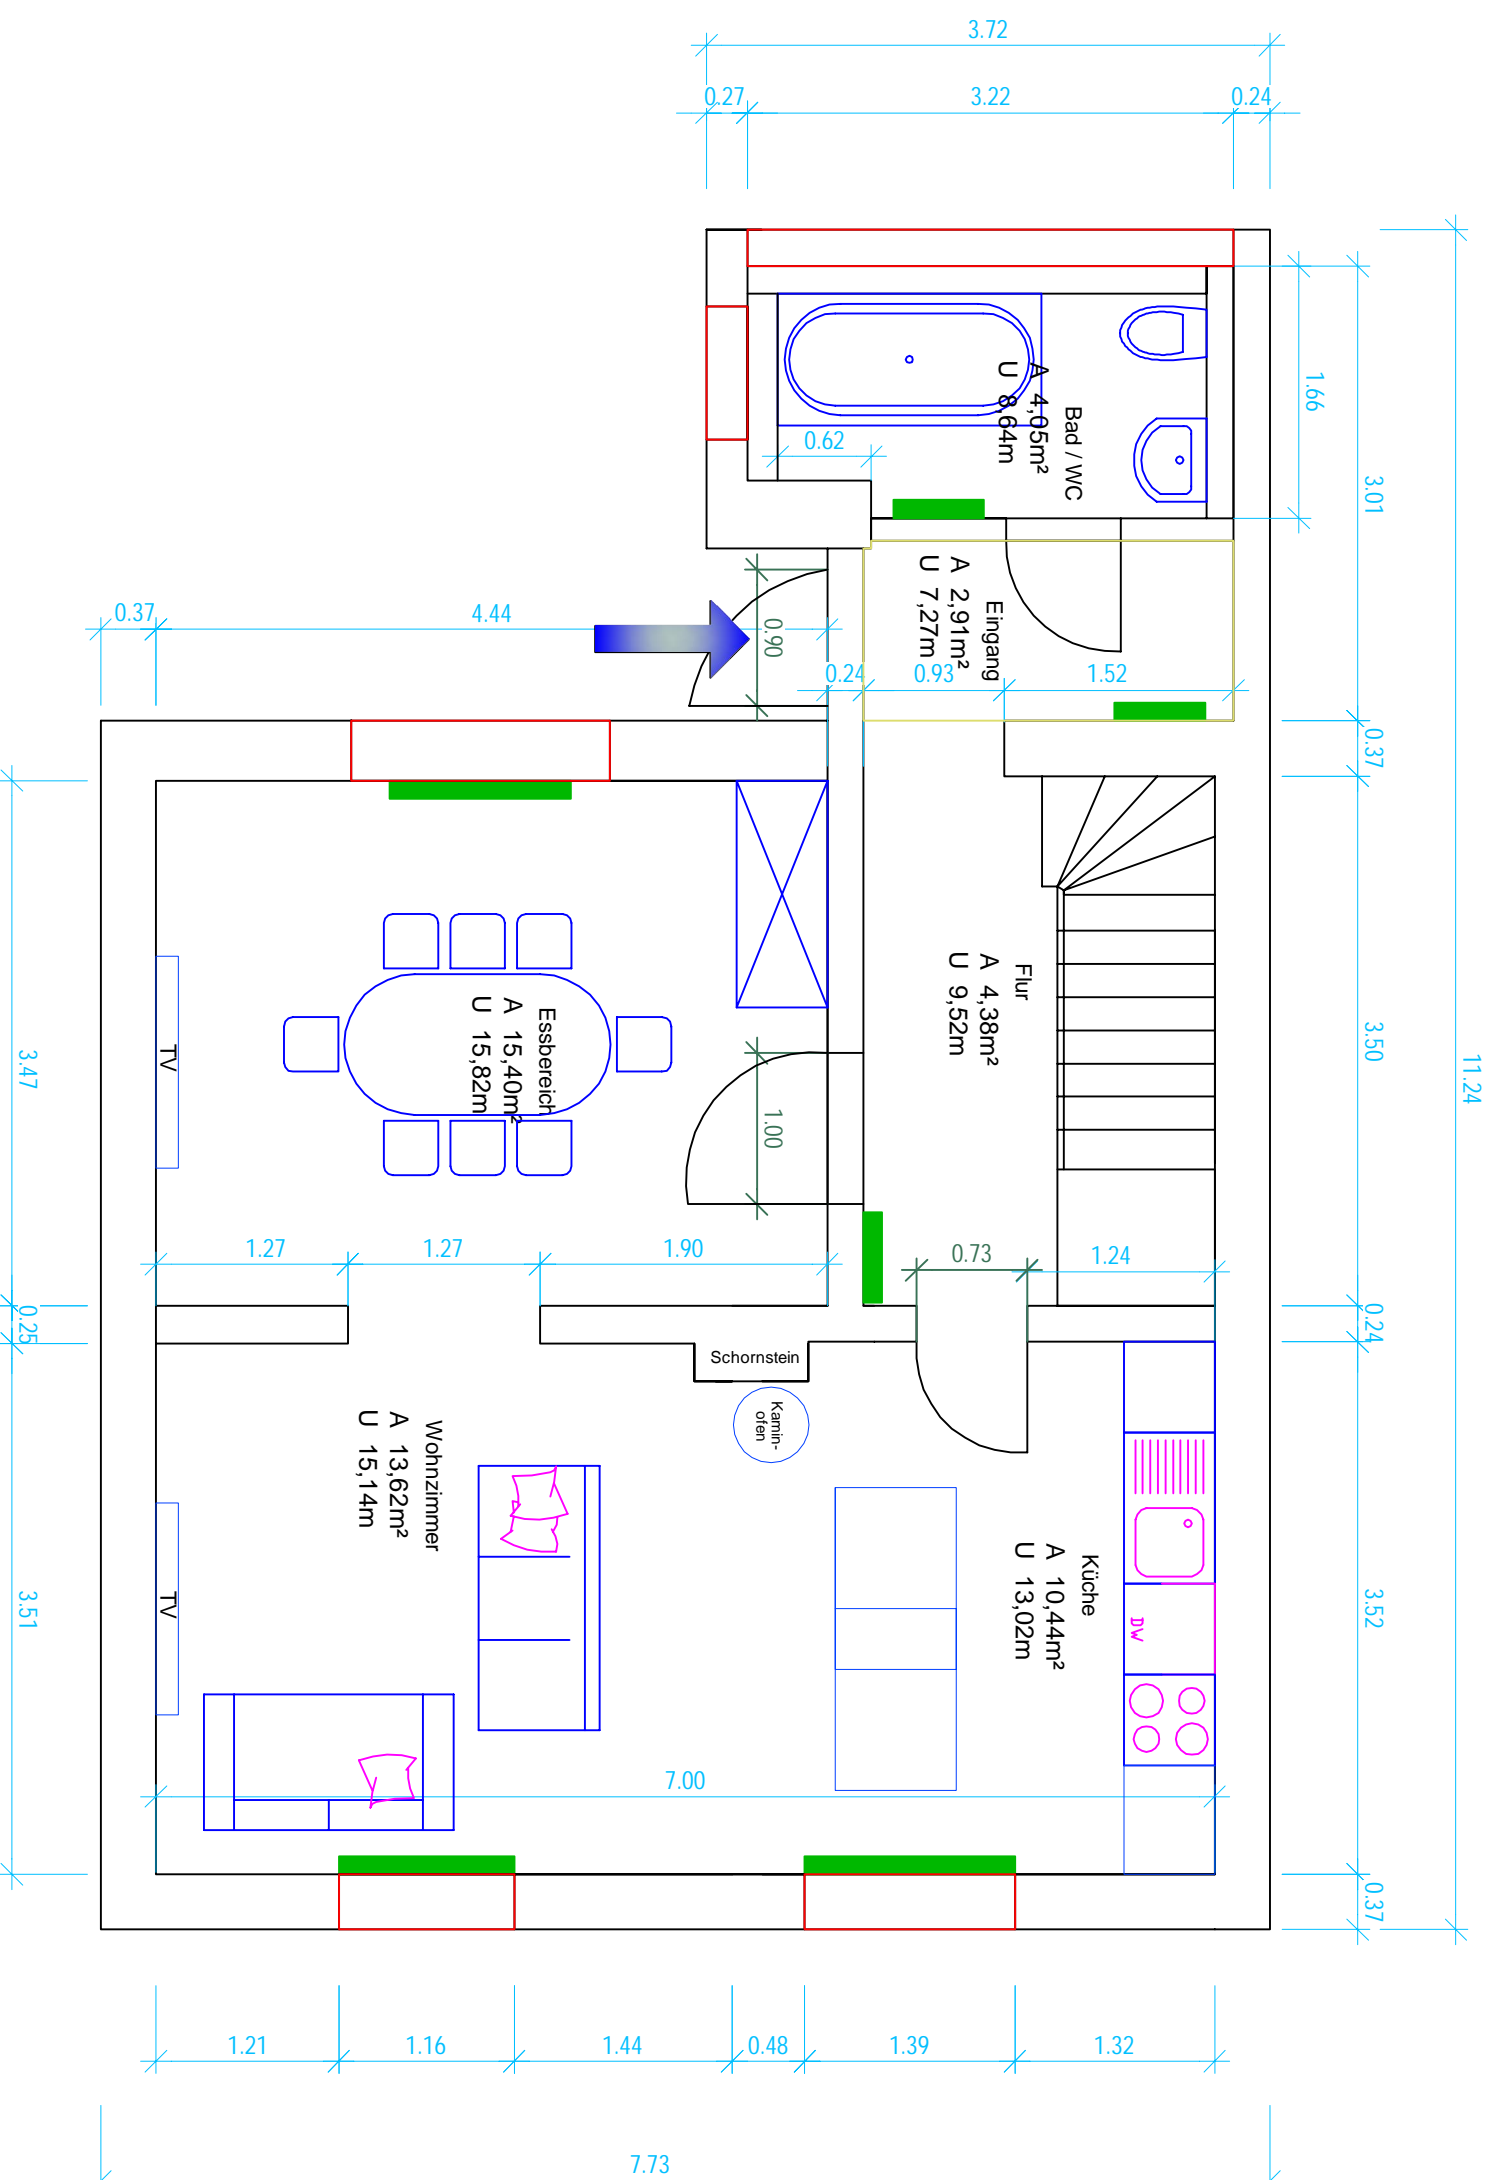 3.72
0.27
3.22
0.24
1.66
3.01
Bad / WC
A 4,05m²
U 8,64m
0.62
Eingang
A 2,91m²
U 7,27m
0.90
0.37
4.44
0.24
0.93
1.52
0.37
Flur
A 4,38m²
U 9,52m
3.50
11.24
Essbereich
A 15,40m²
U 15,82m
TV
3.47
1.00
1.27
1.27
1.90
0.73
1.24
0.25
0.24
Schornstein
Kamin-
ofen
Wohnzimmer
A 13,62m²
U 15,14m
TV
3.51
Küche
A 10,44m²
U 13,02m
DW
3.52
7.00
0.37
1.21
1.16
1.44
0.48
1.39
1.32
7.73